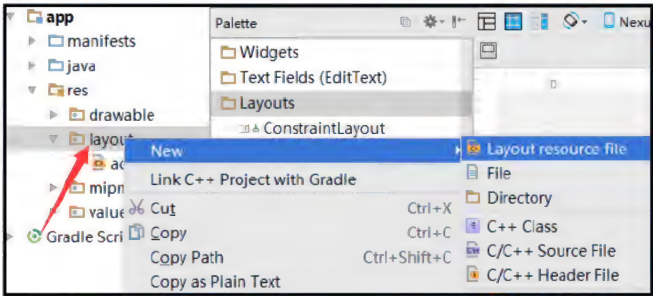 app
manifests
java
res
drawable
layout
Gradle Scri
Palette
Nexu
Widgets
Text Fields (EditText)
Layouts
ConstraintLayout
New
Link C++ Project with Gradle
Cut Ctrl+X
Copy Ctrl+C
Copy Path Ctrl+Shift+C
Copy as Plain Text
Layout resource file
File
Directory
C++ Class
C/C++ Source File
C/C++ Header File